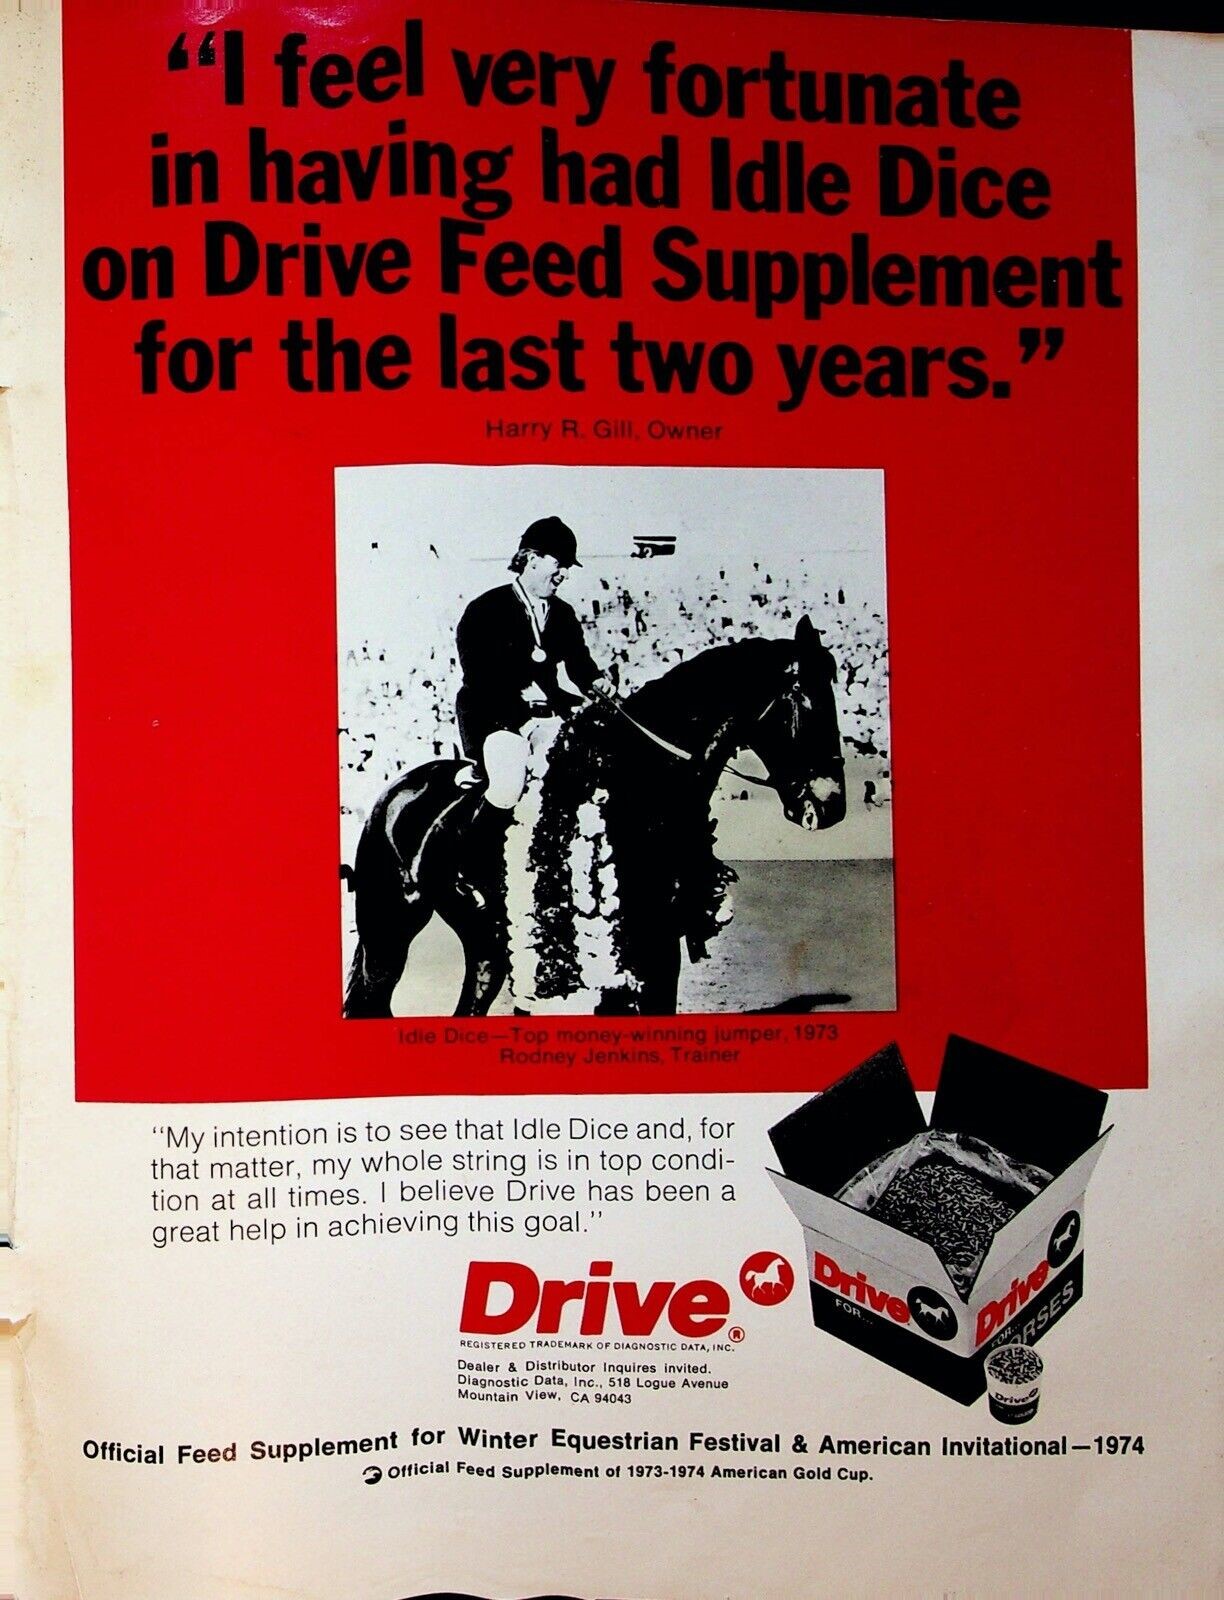 “I feel very fortunate
in having had Idle Dice
on Drive Feed Supplement
for the last two years.”
Harry R. Gill, Owner
Idle Dice—Top money-winning jumper, 1973
Rodney Jenkins, Trainer
“My intention is to see that Idle Dice and, for
that matter, my whole string is in top condi-
tion at all times. I believe Drive has been a
great help in achieving this goal.”
Drive®
REGISTERED TRADEMARK OF DIAGNOSTIC DATA, INC.
Dealer & Distributor Inquires invited.
Diagnostic Data, Inc., 518 Logue Avenue
Mountain View, CA 94043
Drive
FOR...
Drive
FOR...
HORSES
Drive
Official Feed Supplement for Winter Equestrian Festival & American Invitational—1974
Official Feed Supplement of 1973-1974 American Gold Cup.